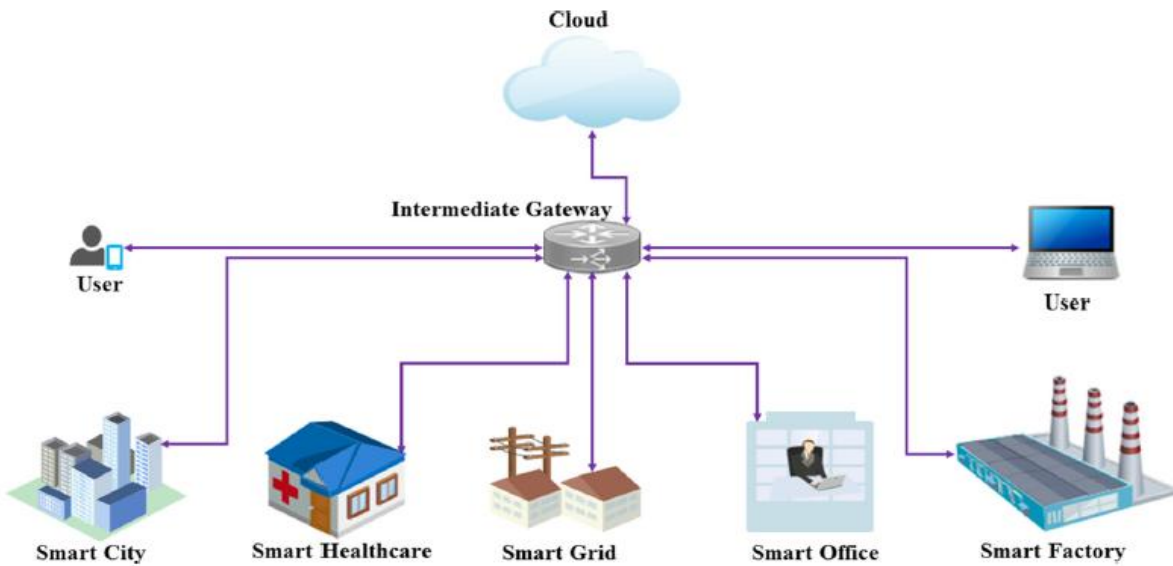 Cloud
Intermediate Gateway
User
User
Smart City
Smart Healthcare
Smart Grid
Smart Office
Smart Factory